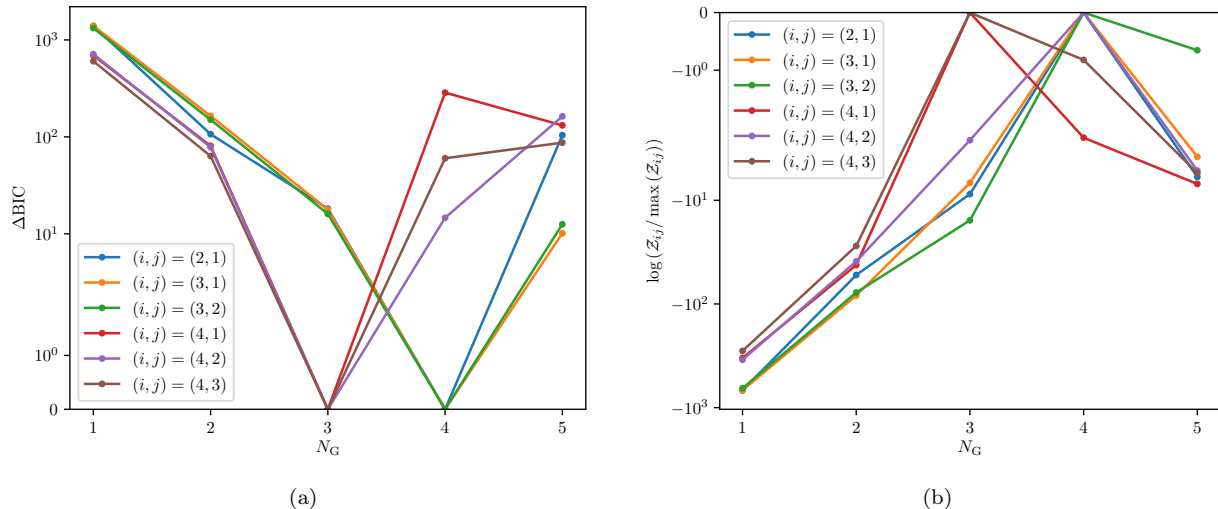 10³
10²
10¹
10⁰
0
ΔBIC
(i, j) = (2, 1)
(i, j) = (3, 1)
(i, j) = (3, 2)
(i, j) = (4, 1)
(i, j) = (4, 2)
(i, j) = (4, 3)
1 2 3 4 5
N_G
(a)
0
−10⁰
−10¹
−10²
−10³
log (𝒵_ij / max (𝒵_ij)))
(i, j) = (2, 1)
(i, j) = (3, 1)
(i, j) = (3, 2)
(i, j) = (4, 1)
(i, j) = (4, 2)
(i, j) = (4, 3)
1 2 3 4 5
N_G
(b)